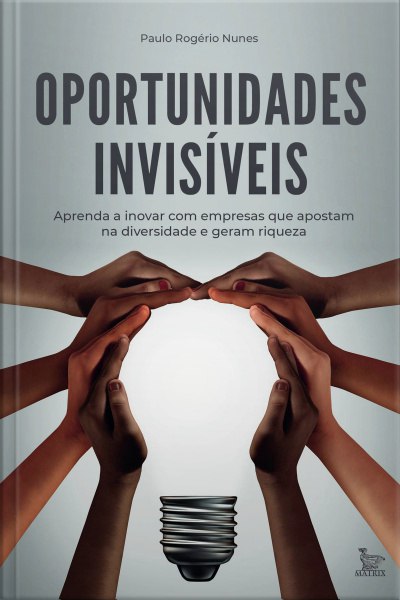 Paulo Rogério Nunes
OPORTUNIDADES
INVISÍVEIS
Aprenda a inovar com empresas que apostam
na diversidade e geram riqueza
MATRIX